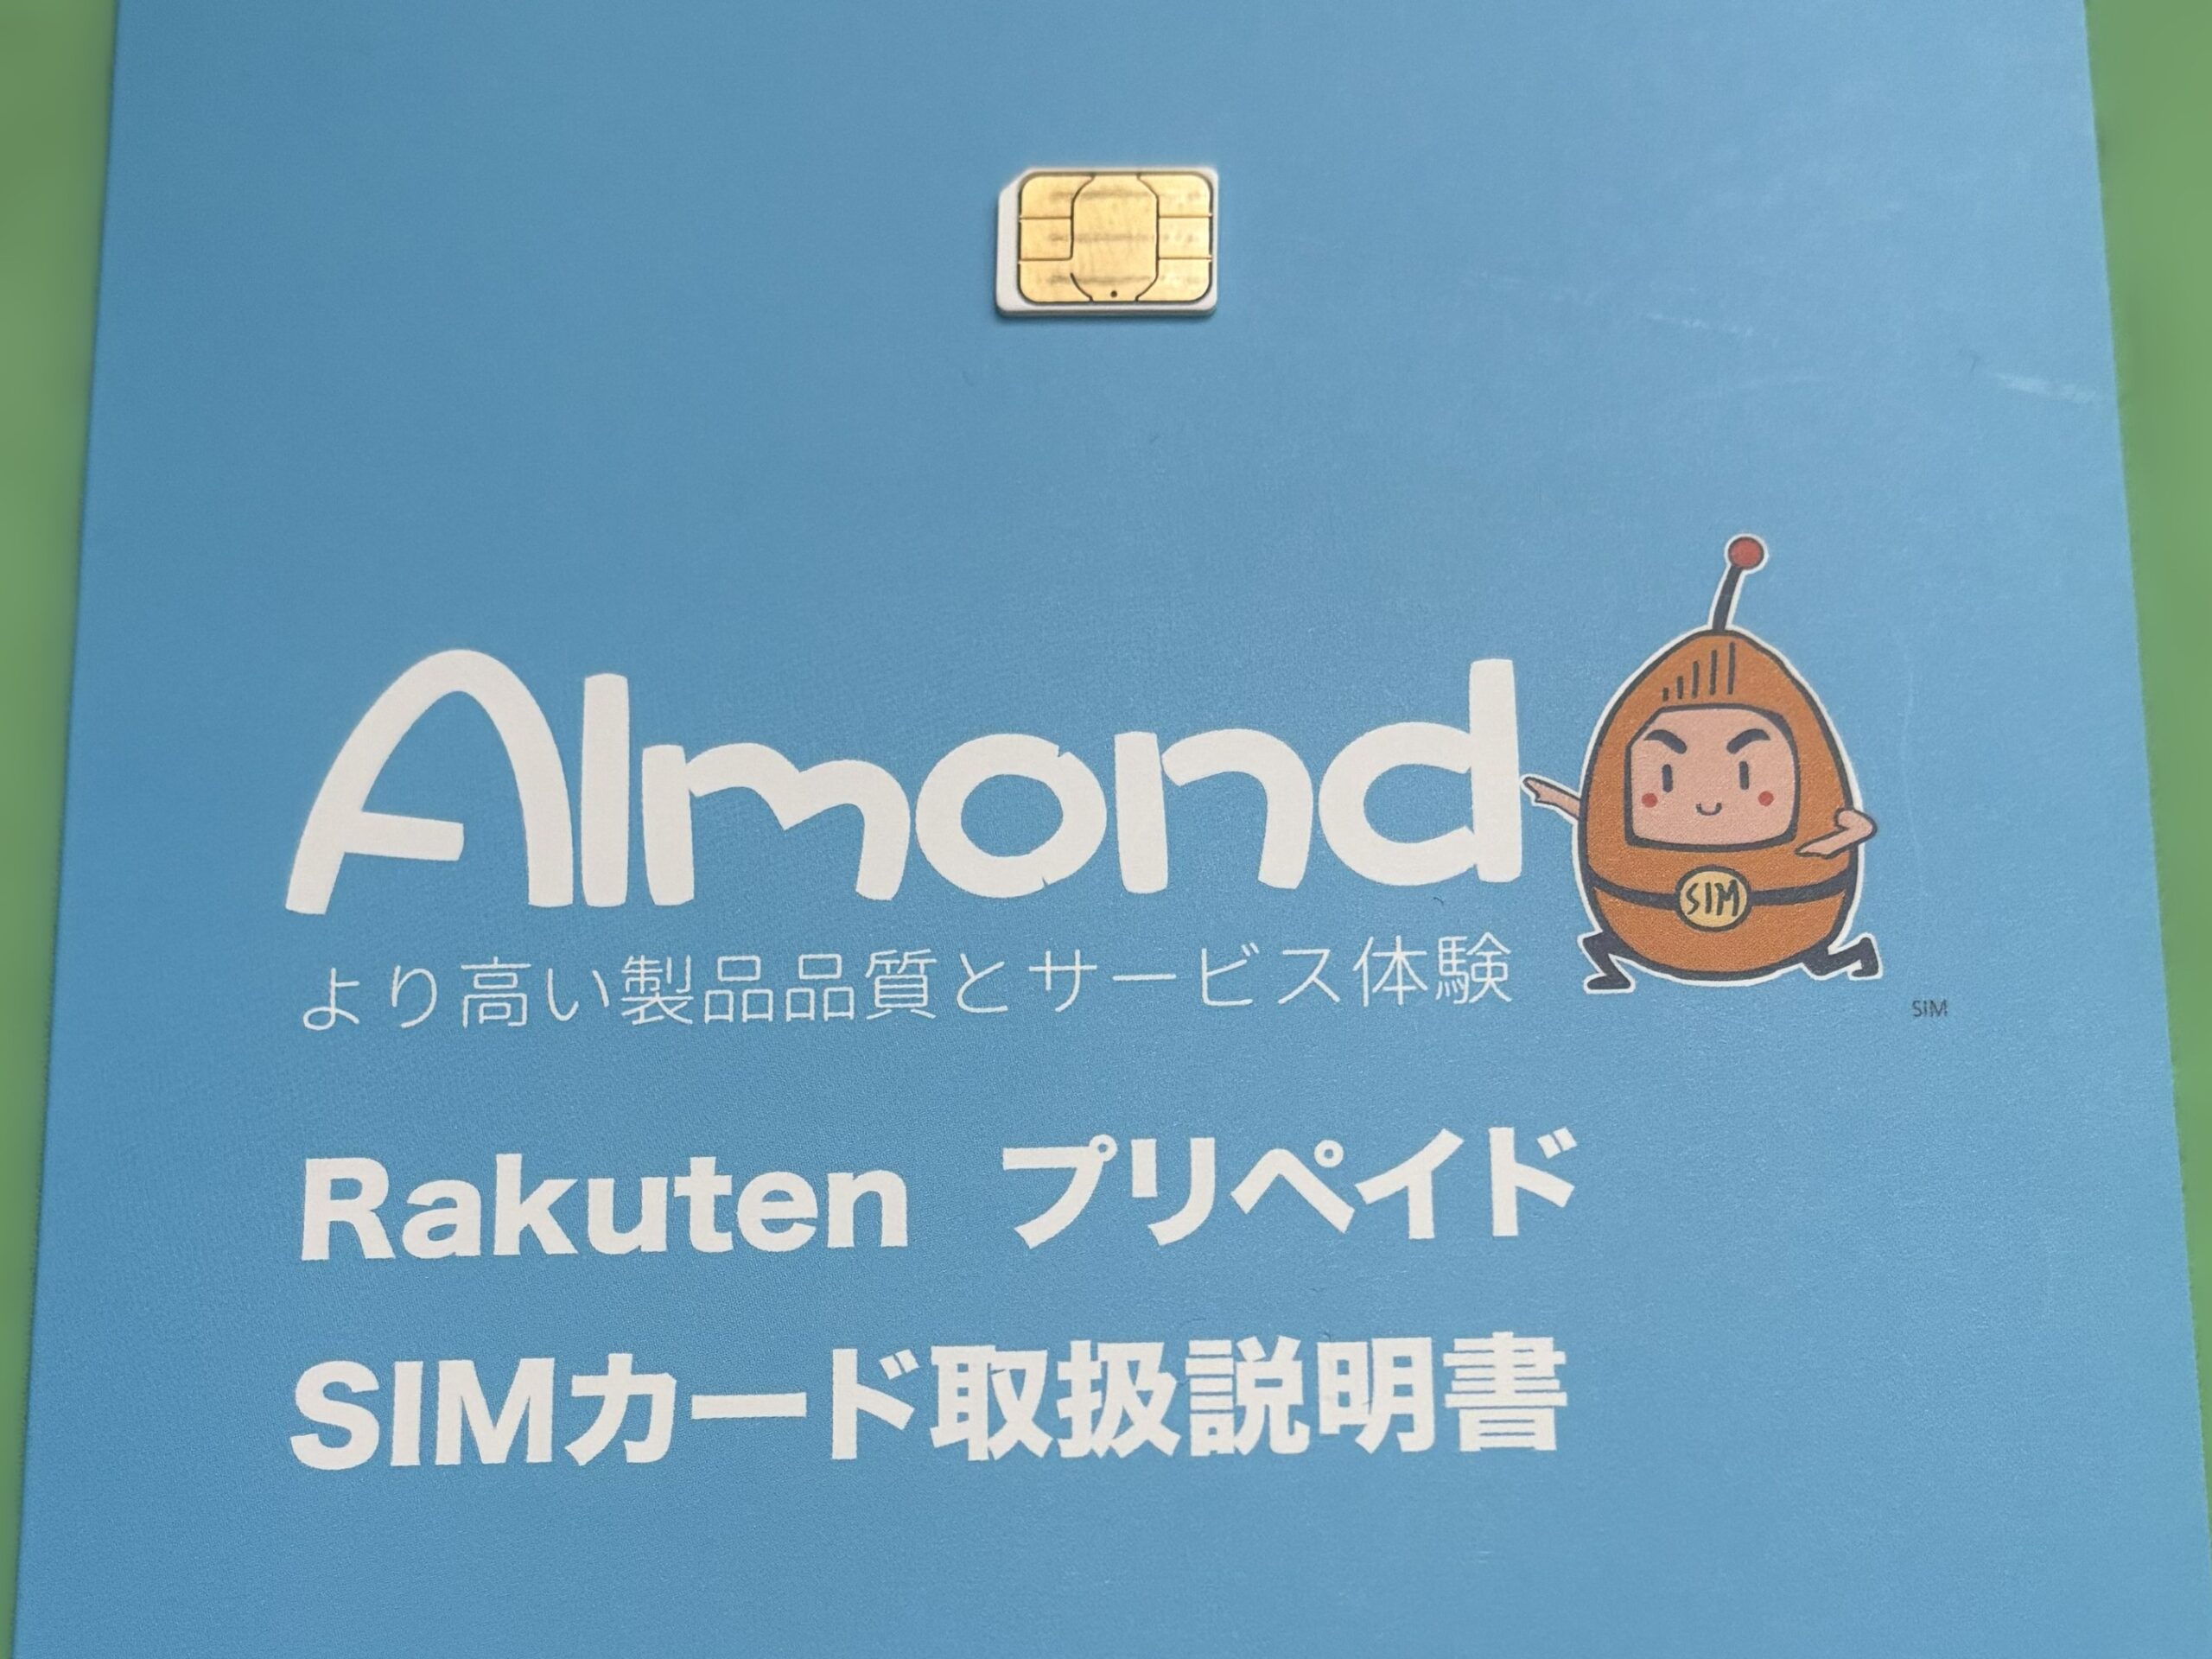 Almond
SIM
より高い製品品質とサービス体験
SIM
Rakuten プリペイド
SIMカード取扱説明書